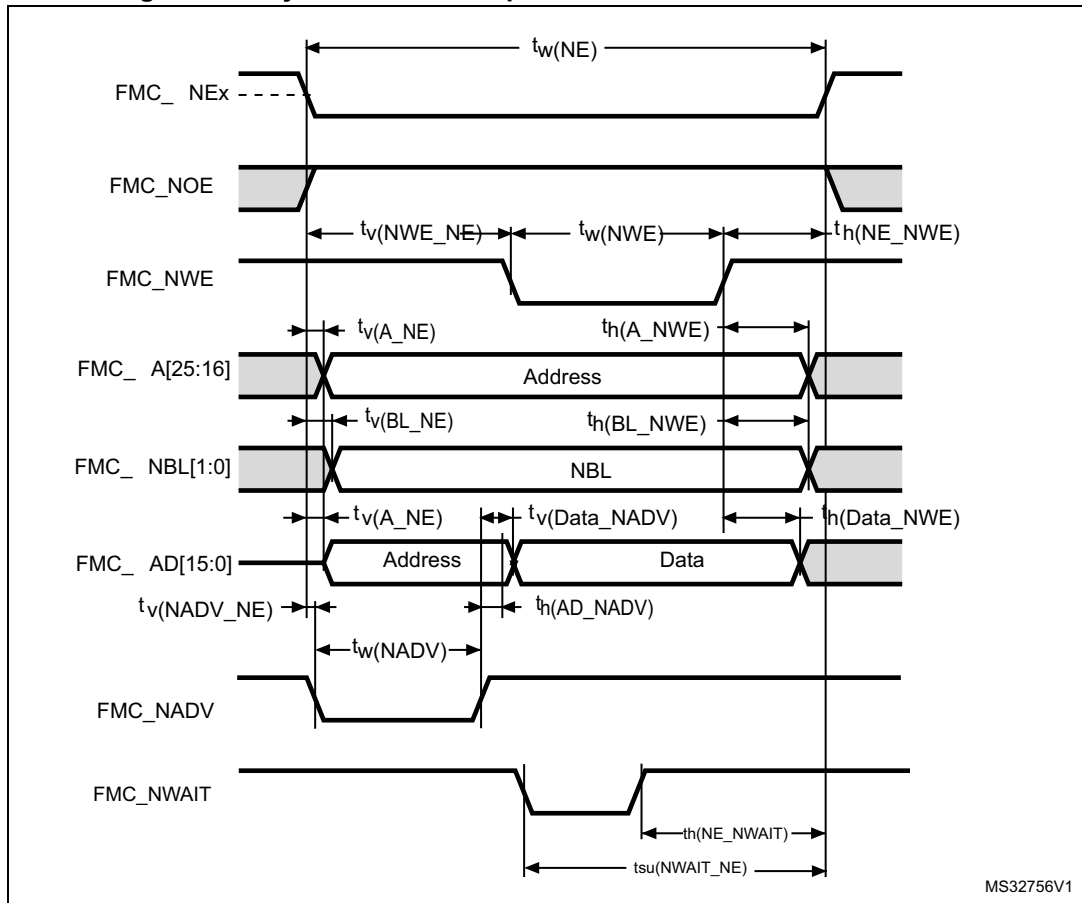 tw(NE)
FMC_ NEx
FMC_NOE
tv(NWE_NE) tw(NWE) th(NE_NWE)
FMC_NWE
tv(A_NE) th(A_NWE)
FMC_ A[25:16] Address
tv(BL_NE) th(BL_NWE)
FMC_ NBL[1:0] NBL
tv(A_NE) tv(Data_NADV) th(Data_NWE)
FMC_ AD[15:0] Address Data
tv(NADV_NE) th(AD_NADV)
tw(NADV)
FMC_NADV
FMC_NWAIT
th(NE_NWAIT)
tsu(NWAIT_NE)
MS32756V1